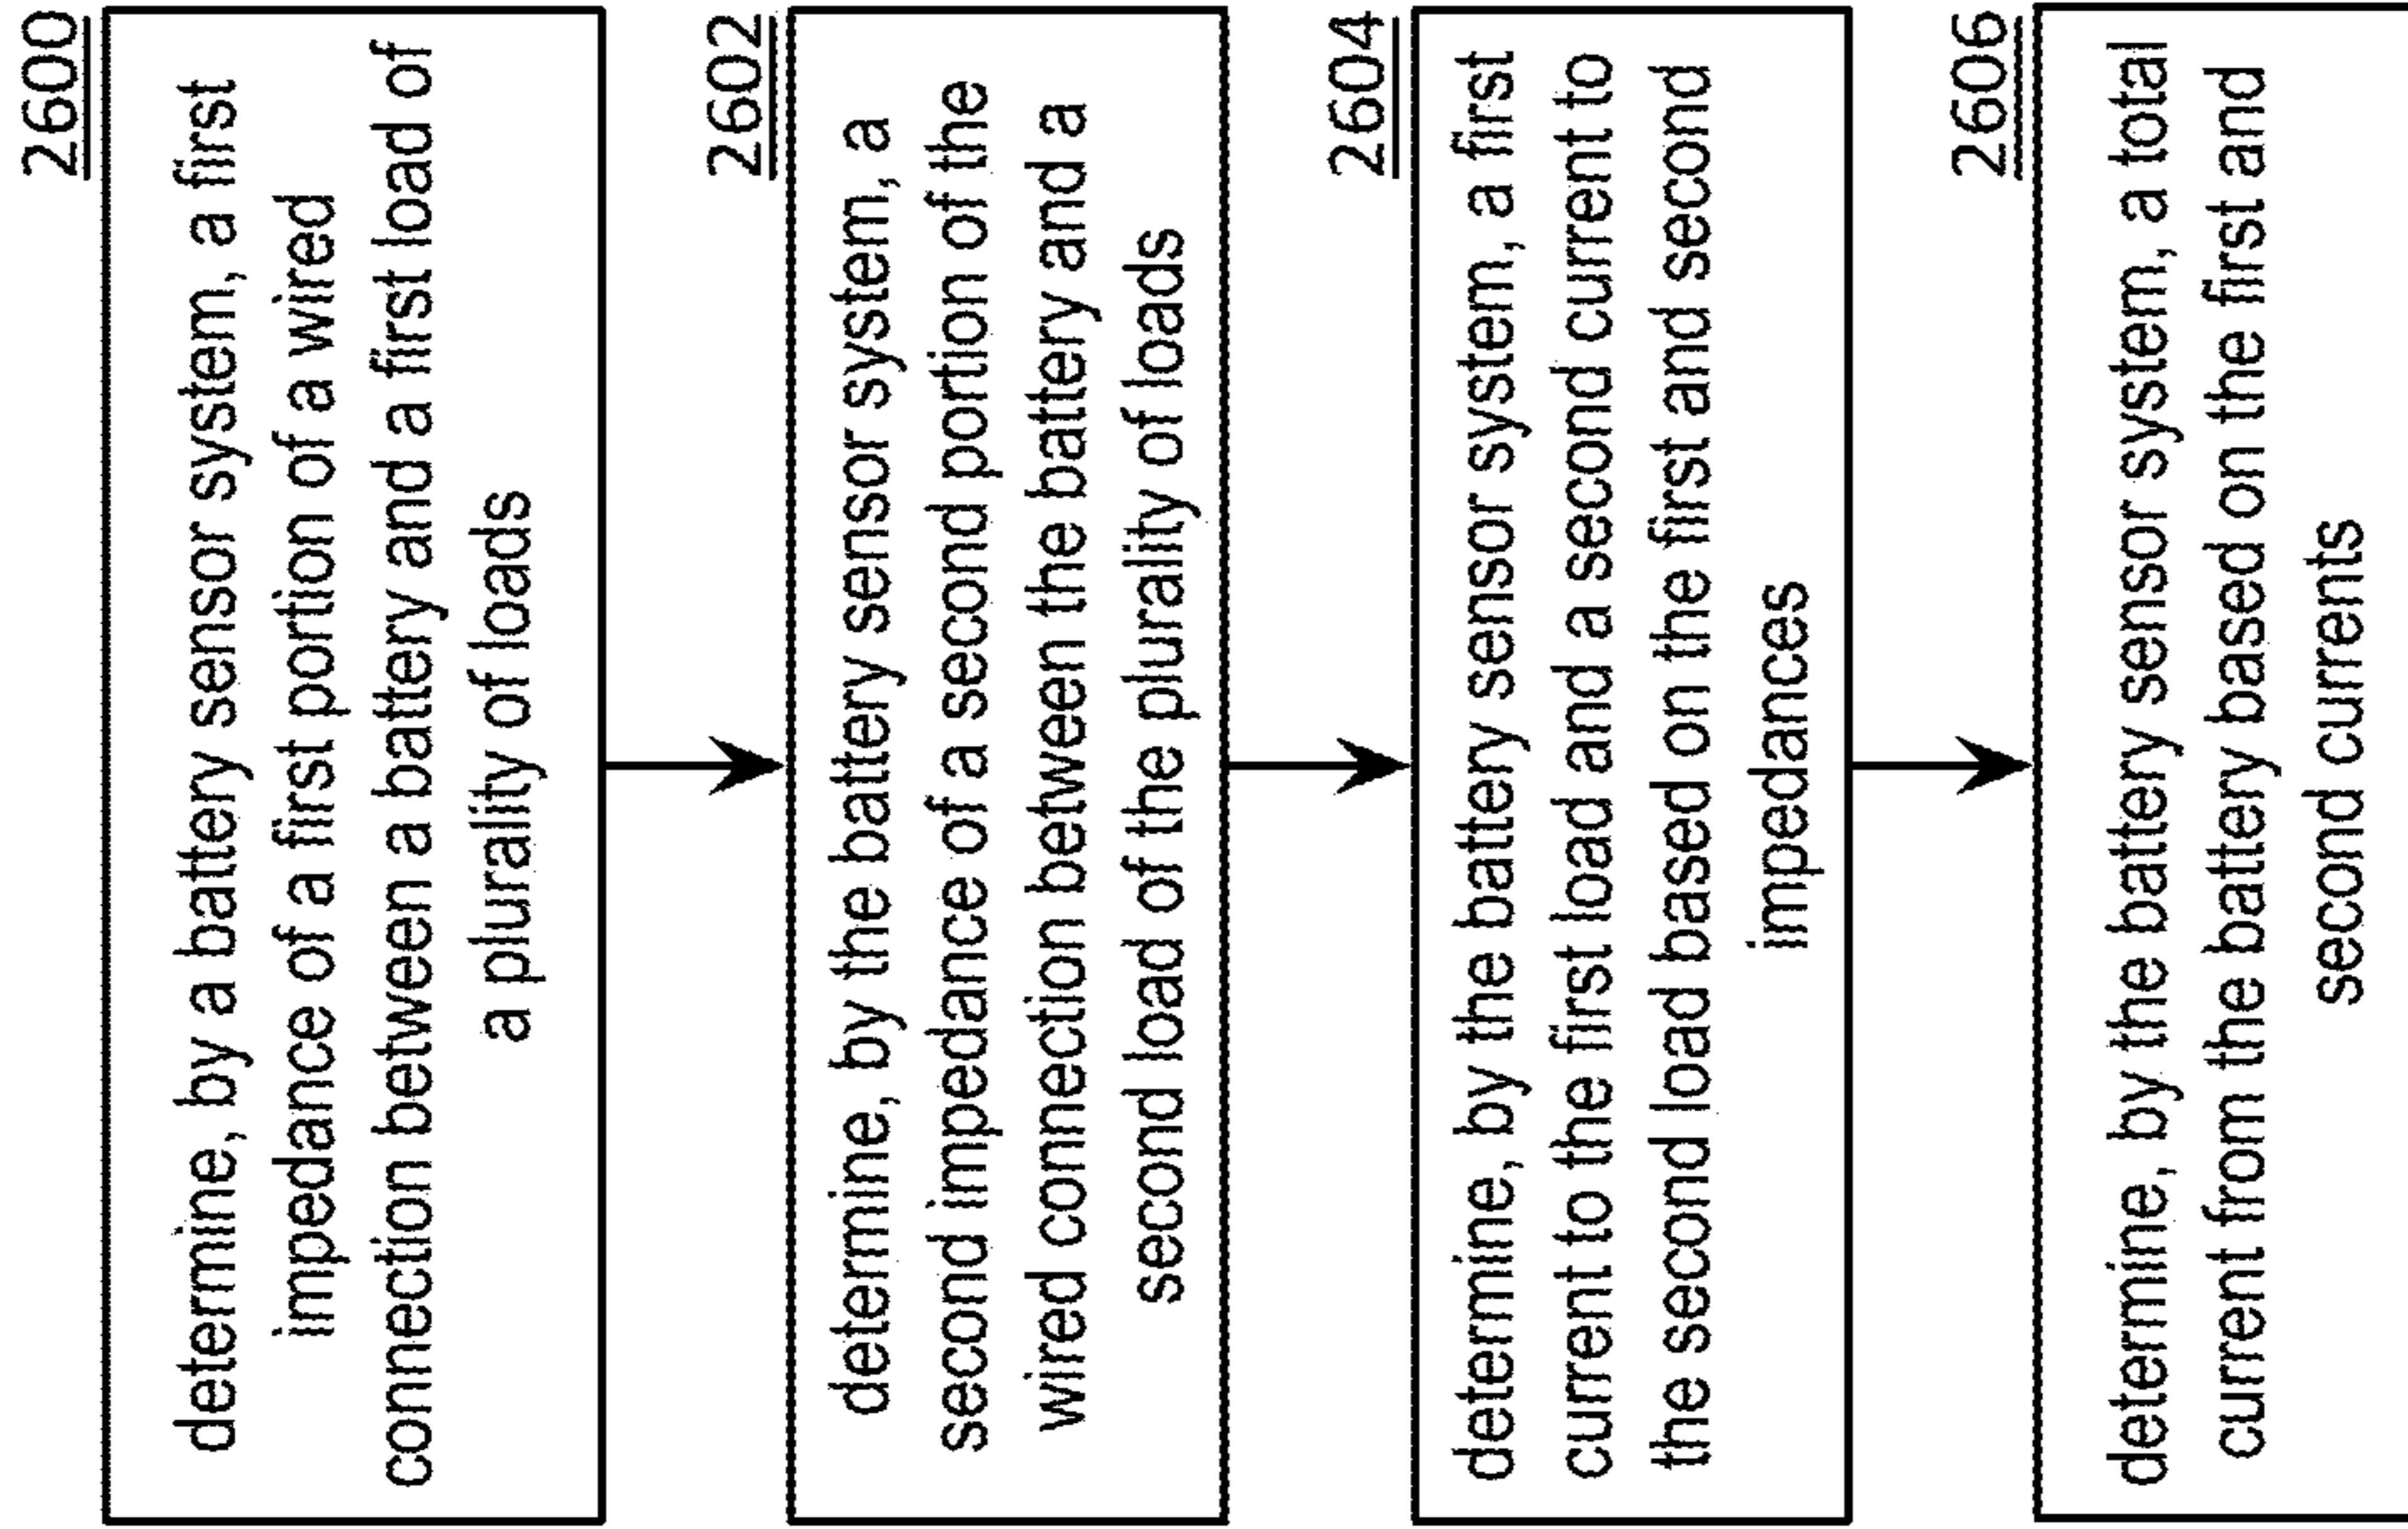 2600
determine, by a battery sensor system, a first
impedance of a first portion of a wired
connection between a battery and a first load of
a plurality of loads
2602
determine, by the battery sensor system, a
second impedance of a second portion of the
wired connection between the battery and a
second load of the plurality of loads
2604
determine, by the battery sensor system, a first
current to the first load and a second current to
the second load based on the first and second
impedances
2606
determine, by the battery sensor system, a total
current from the battery based on the first and
second currents